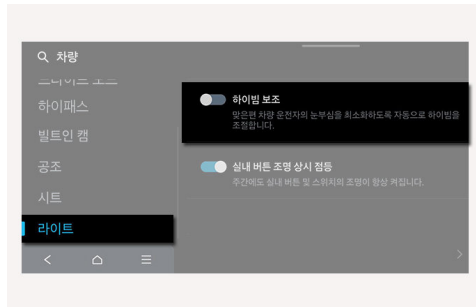 차량
하이패스
빌트인 캠
공조
시트
라이트
하이빔 보조
맞은편 차량 운전자의 눈부심을 최소화하도록 자동으로 하이빔을
조절합니다.
실내 버튼 조명 상시 점등
주간에도 실내 버튼 및 스위치의 조명이 항상 켜집니다.